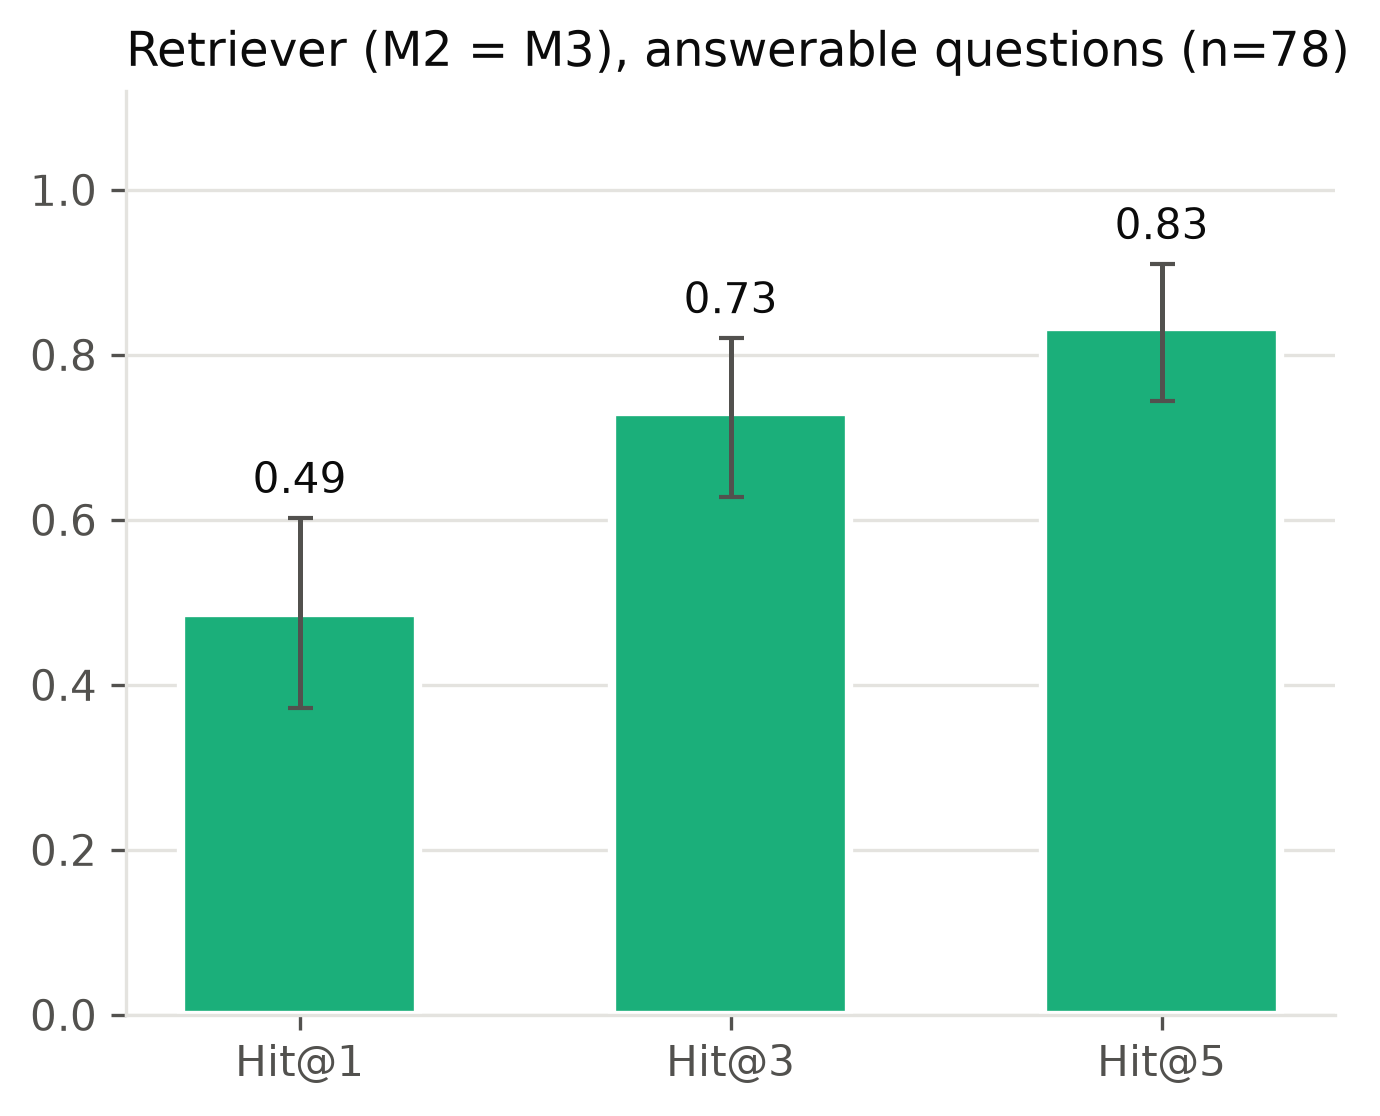 Retriever (M2 = M3), answerable questions (n=78)
1.0
0.8
0.6
0.4
0.2
0.0
0.49
0.73
0.83
Hit@1
Hit@3
Hit@5